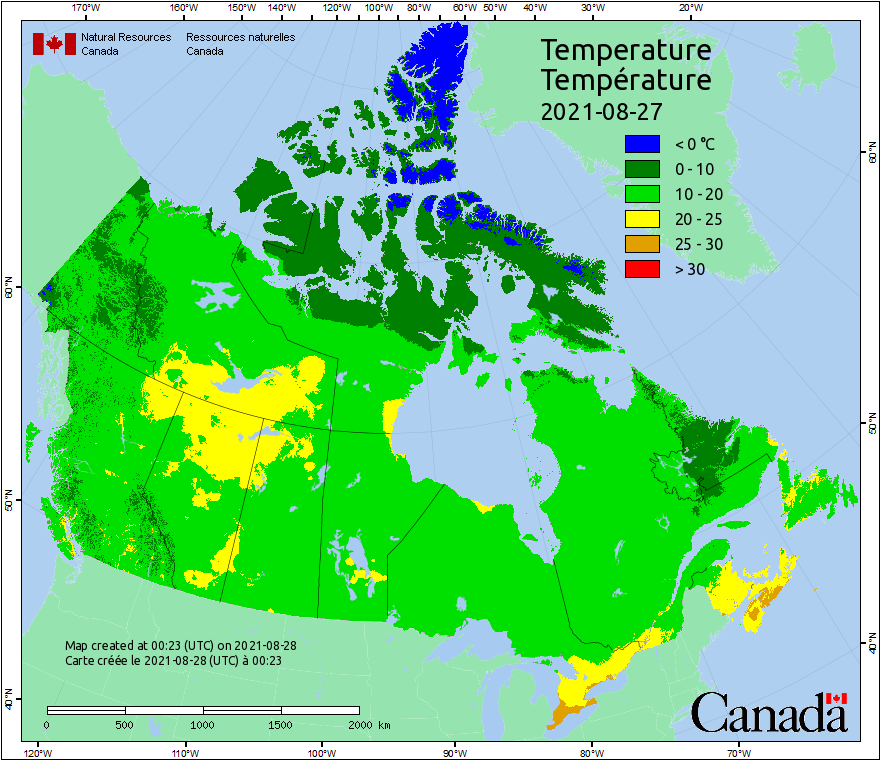 170°W 160°W 150°W 140°W 130°W 120°W 110°W 100°W 80°W 60°W 50°W 40°W 30°W 20°W
Natural Resources Ressources naturelles
Canada Canada
Temperature
Température
2021-08-27
< 0 °C
0 - 10
10 - 20
20 - 25
25 - 30
> 30
60°N
60°N
50°N
50°N
40°N
40°N
Map created at 00:23 (UTC) on 2021-08-28
Carte créée le 2021-08-28 (UTC) à 00:23
0 500 1000 1500 2000 km
Canada
120°W 110°W 100°W 90°W 80°W 70°W